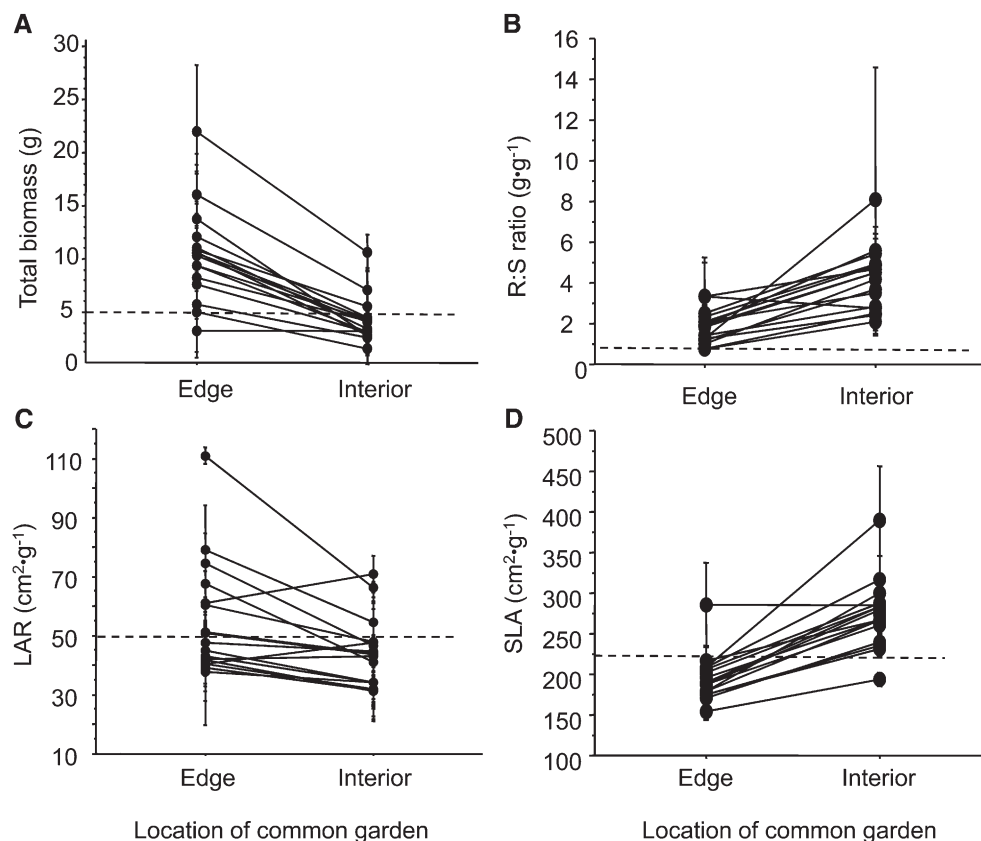 A
Total biomass (g)
30
25
20
15
10
5
0
Edge
Interior
B
R:S ratio (g•g-1)
16
14
12
10
8
6
4
2
0
Edge
Interior
C
LAR (cm2•g-1)
110
90
70
50
30
10
Edge
Interior
Location of common garden
D
SLA (cm2•g-1)
500
450
400
350
300
250
200
150
100
Edge
Interior
Location of common garden